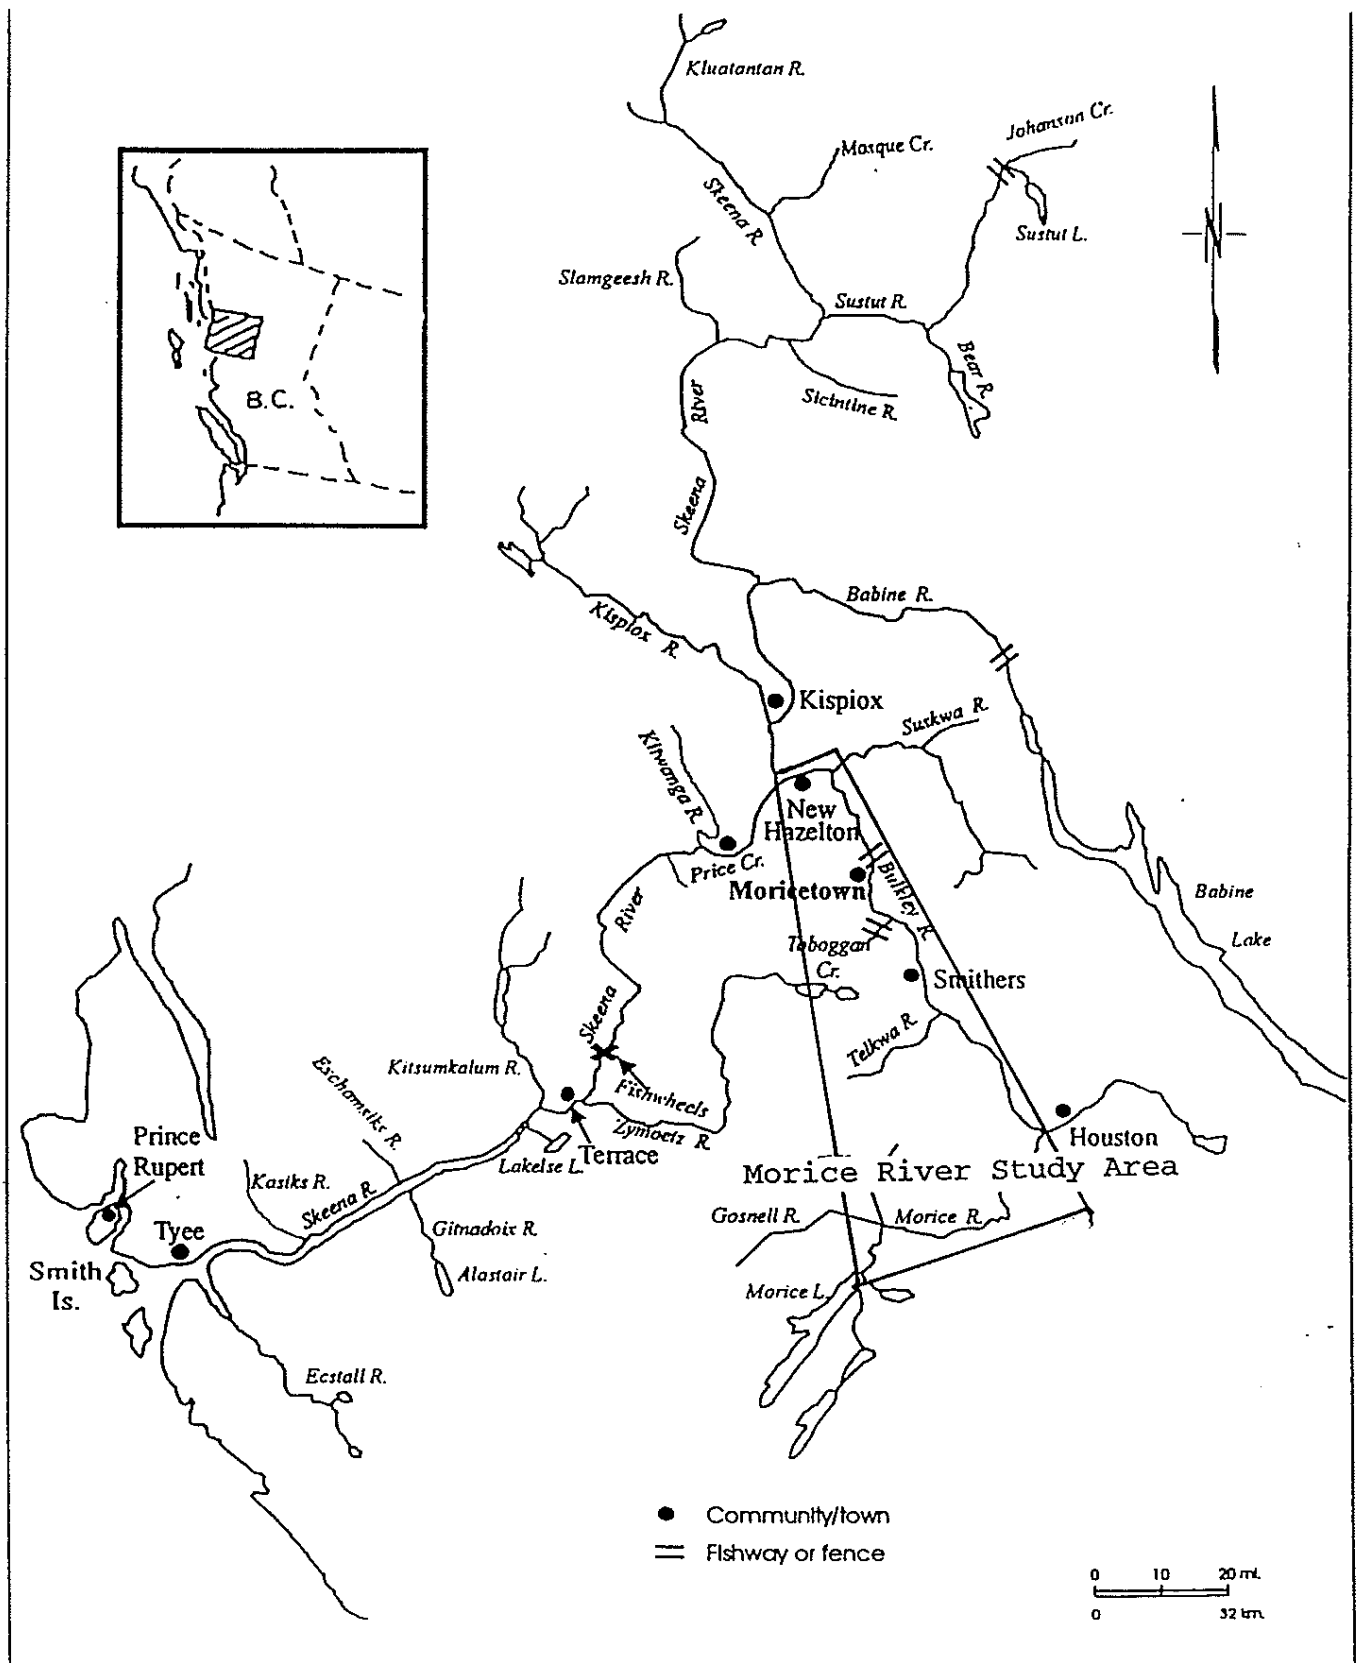 Kluatantan R.
Johanson Cr.
Mosque Cr.
Skeena R.
Sustut L.
N
Slamgeesh R.
Sustut R.
Bear R.
Sicintine R.
River
Skeena
B.C.
Babine R.
Kispiox R.
Kispiox
Suskwa R.
Kitwanga R.
New
Hazelton
Price Cr.
Moricetown
Bulkley R.
River
Babine
Lake
Toboggan
Cr.
Smithers
Skeena
Telkwa R.
Kitsumkalum R.
Fishwheels
Zymoetz R.
Houston
Prince
Rupert
Terrace
Lakelse L.
Morice River Study Area
Kasiks R.
Skeena R.
Gosnell R.
Morice R.
Tyee
Gitnadoix R.
Smith
Is.
Alastair L.
Morice L.
Ecstall R.
Community/town
Fishway or fence
0 10 20 mi.
0 32 km.